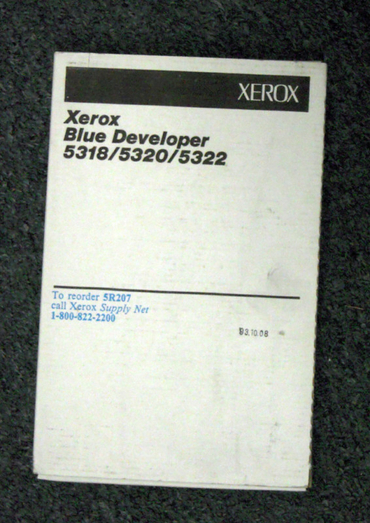 XEROX
Xerox
Blue Developer
5318/5320/5322
To reorder 5R207
call Xerox Supply Net
1-800-822-2200
93.10.08